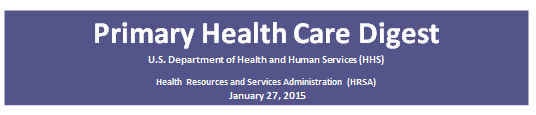 Primary Health Care Digest
U.S. Department of Health and Human Services (HHS)
Health Resources and Services Administration (HRSA)
January 27, 2015